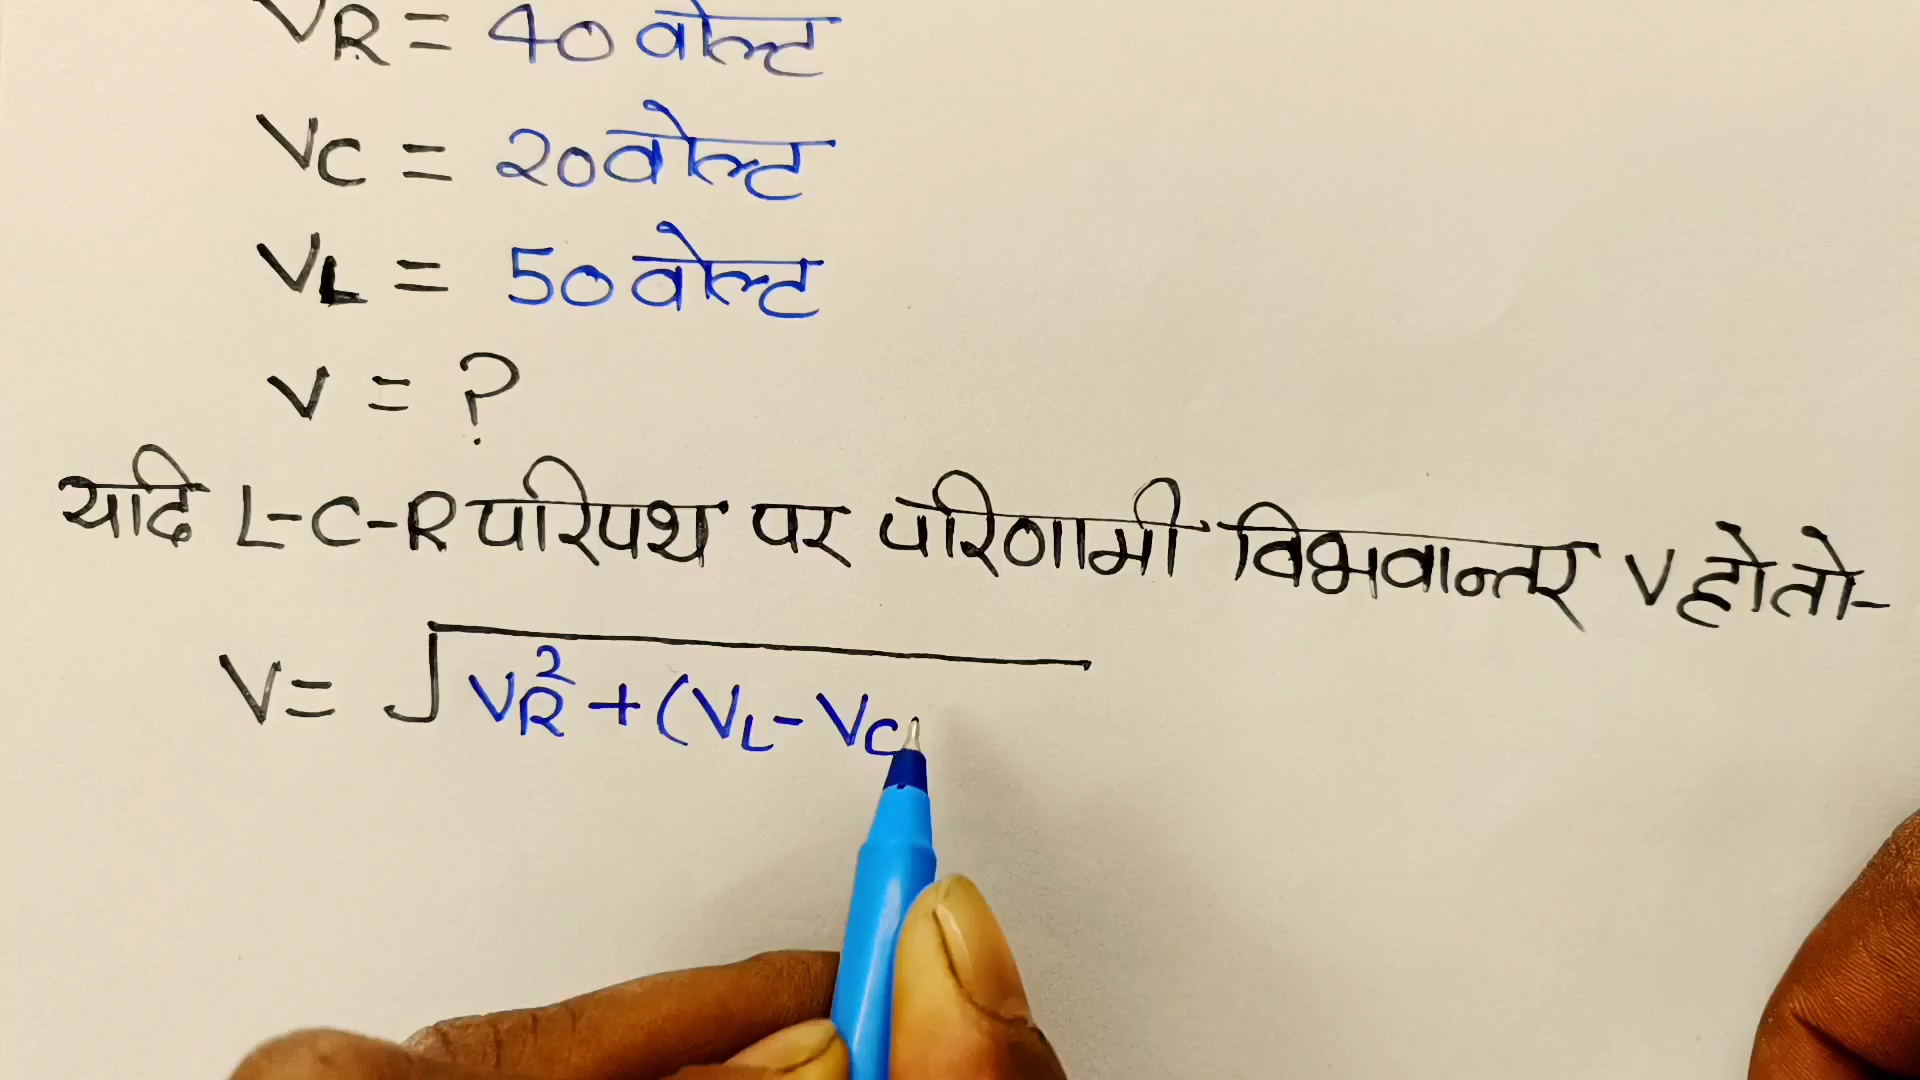 VR = 40 वोल्ट
VC = 20 वोल्ट
VL = 50 वोल्ट
V = ?
यदि L-C-R परिपथ पर परिणामी विभवान्तर V हो तो-
V= √VR² + (VL - VC